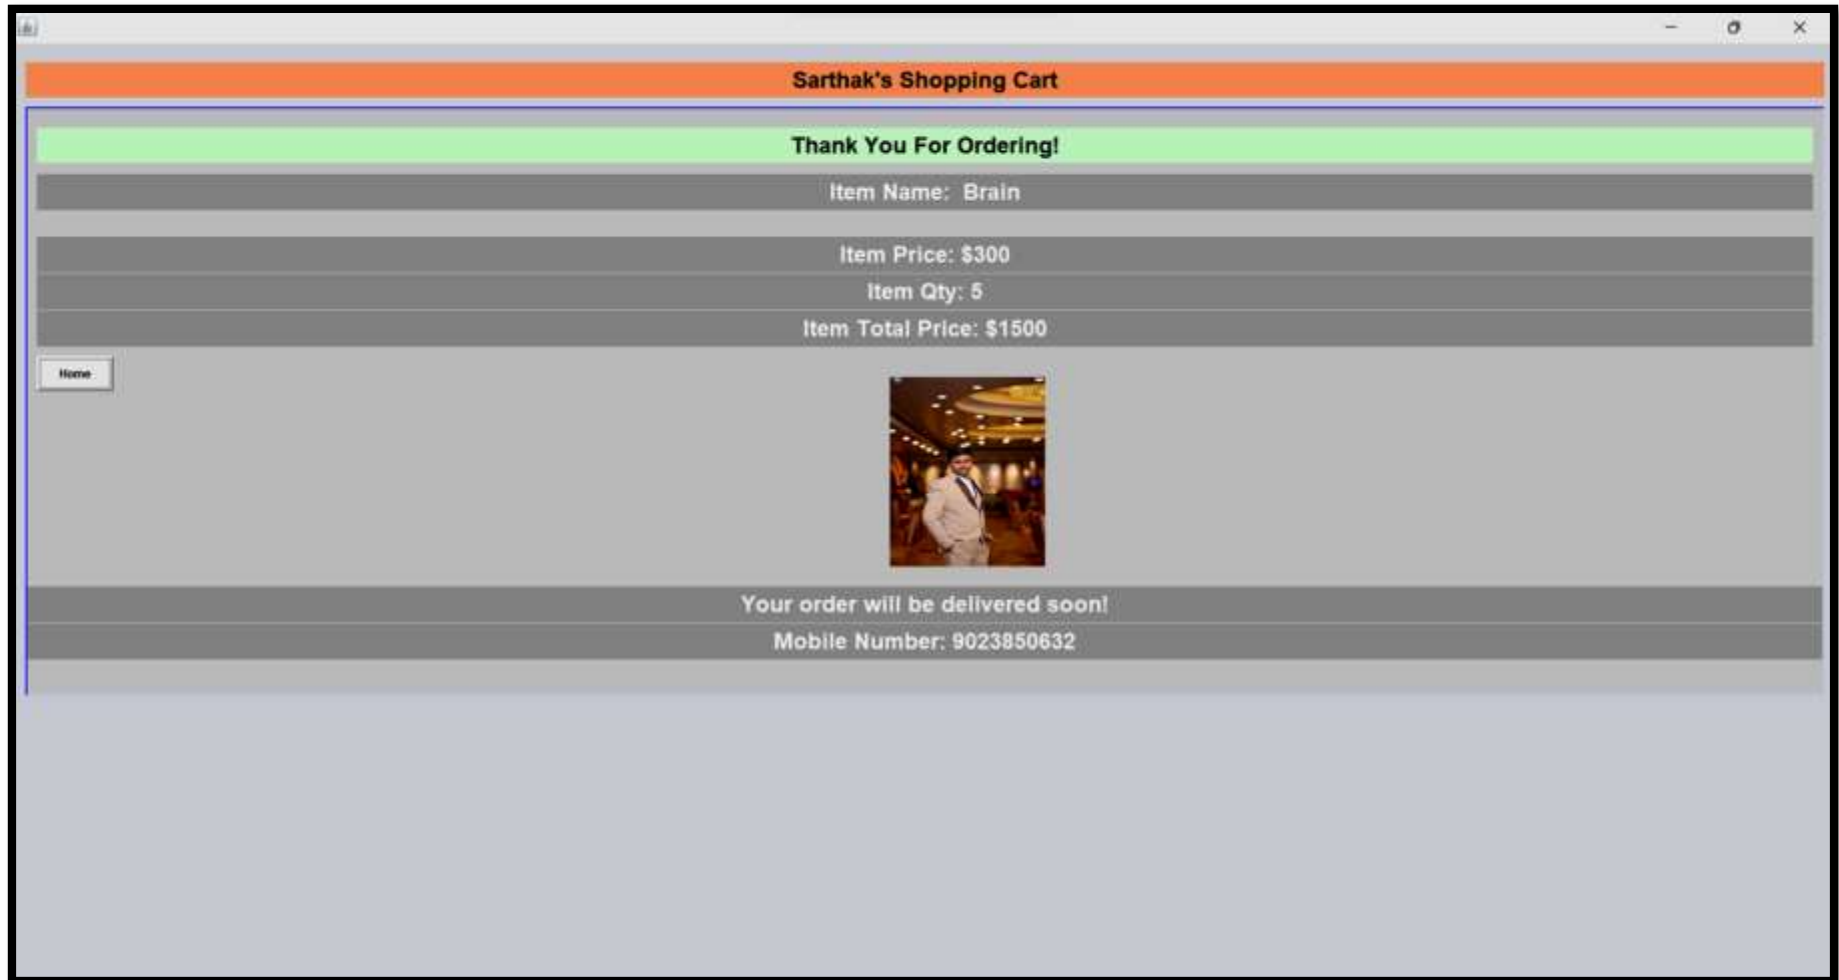 Sarthak's Shopping Cart
Thank You For Ordering!
Item Name: Brain
Item Price: $300
Item Qty: 5
Item Total Price: $1500
Home
Your order will be delivered soon!
Mobile Number: 9023850632